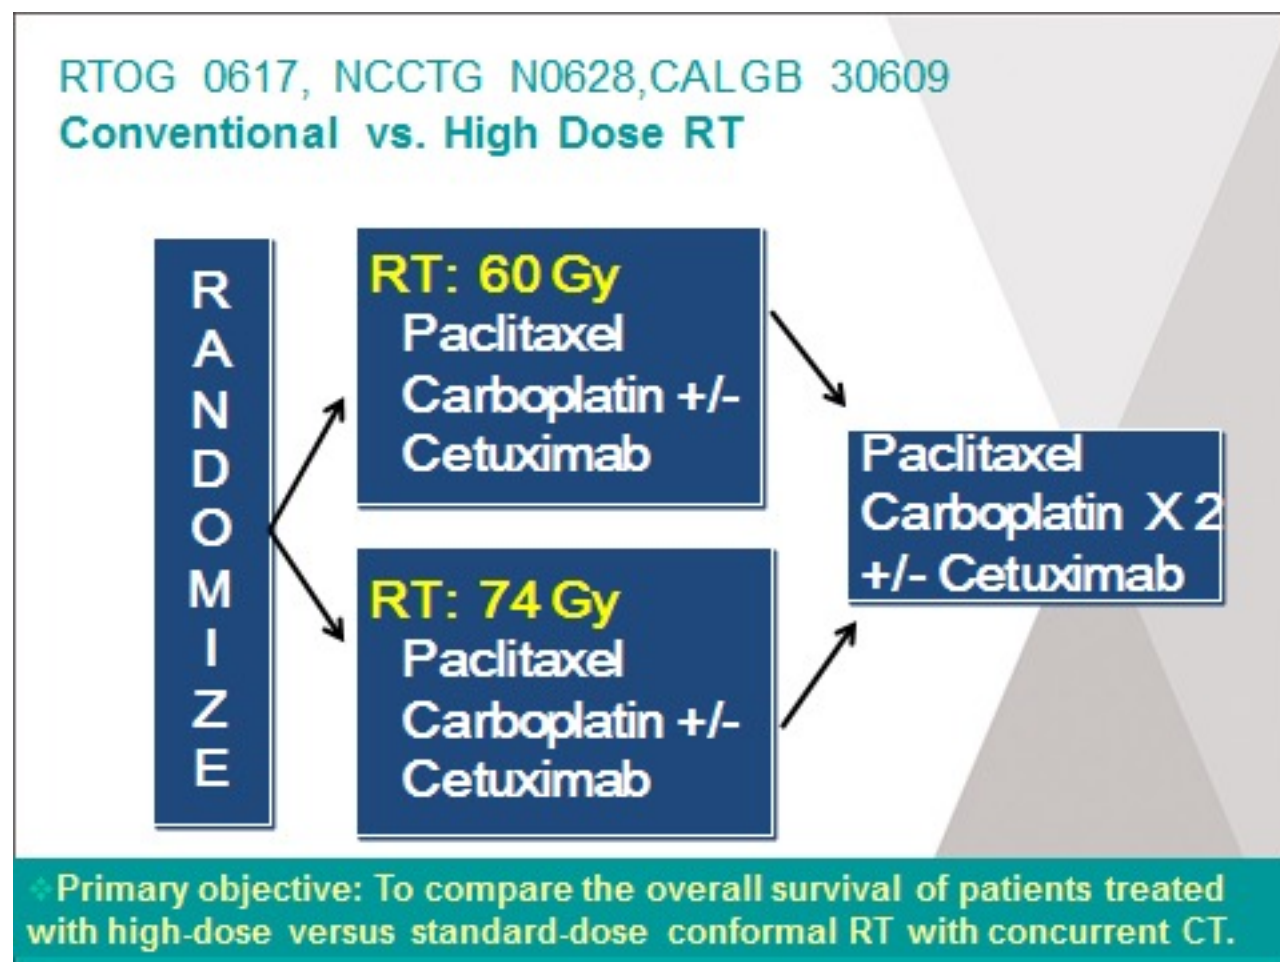 RTOG 0617, NCCTG N0628,CALGB 30609
Conventional vs. High Dose RT
R
A
N
D
O
M
I
Z
E
RT: 60 Gy
Paclitaxel
Carboplatin +/-
Cetuximab
RT: 74 Gy
Paclitaxel
Carboplatin +/-
Cetuximab
Paclitaxel
Carboplatin X 2
+/- Cetuximab
Primary objective: To compare the overall survival of patients treated
with high-dose versus standard-dose conformal RT with concurrent CT.